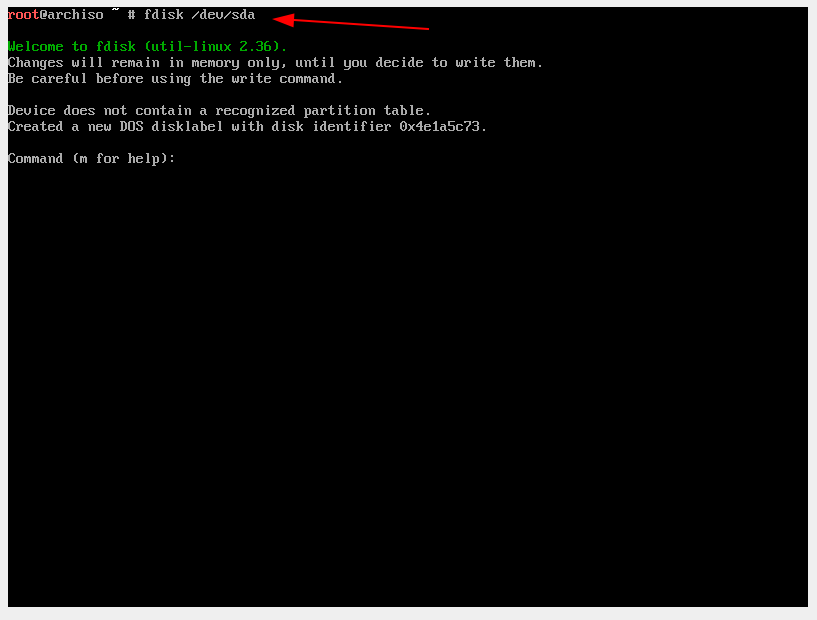 root@archiso ~ # fdisk /dev/sda
Welcome to fdisk (util-linux 2.36).
Changes will remain in memory only, until you decide to write them.
Be careful before using the write command.
Device does not contain a recognized partition table.
Created a new DOS disklabel with disk identifier 0x4e1a5c73.
Command (m for help):